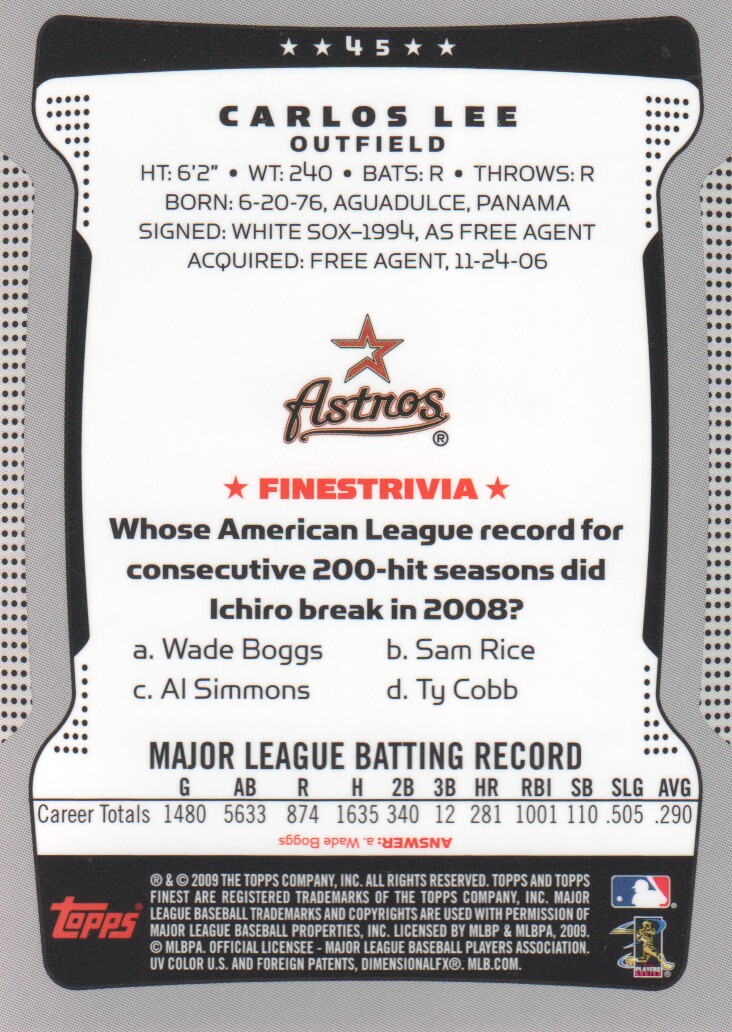 ★ ★ 45 ★ ★
CARLOS LEE
OUTFIELD
HT: 6'2" • WT: 240 • BATS: R • THROWS: R
BORN: 6-20-76, AGUADULCE, PANAMA
SIGNED: WHITE SOX–1994, AS FREE AGENT
ACQUIRED: FREE AGENT, 11-24-06
Astros ®
★ FINESTRIVIA ★
Whose American League record for
consecutive 200-hit seasons did
Ichiro break in 2008?
a. Wade Boggs b. Sam Rice
c. Al Simmons d. Ty Cobb
MAJOR LEAGUE BATTING RECORD
G AB R H 2B 3B HR RBI SB SLG AVG
Career Totals 1480 5633 874 1635 340 12 281 1001 110 .505 .290
ANSWER: a. Wade Boggs
® & © 2009 THE TOPPS COMPANY, INC. ALL RIGHTS RESERVED. TOPPS AND TOPPS
FINEST ARE REGISTERED TRADEMARKS OF THE TOPPS COMPANY, INC. MAJOR
LEAGUE BASEBALL TRADEMARKS AND COPYRIGHTS ARE USED WITH PERMISSION OF
MAJOR LEAGUE BASEBALL PROPERTIES, INC. LICENSED BY MLBP & MLBPA, 2009.
© MLBPA. OFFICIAL LICENSEE - MAJOR LEAGUE BASEBALL PLAYERS ASSOCIATION.
UV COLOR U.S. AND FOREIGN PATENTS, DIMENSIONALFX®. MLB.COM.
Topps®
PLAYERS